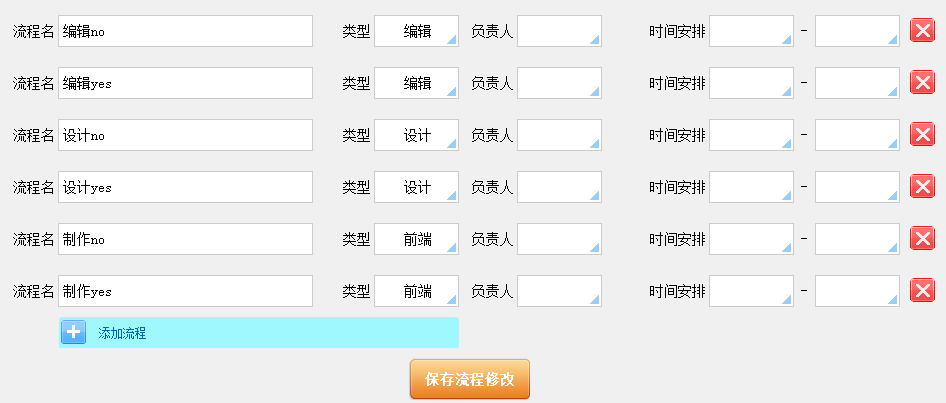 流程名 编辑no 类型 编辑 负责人 时间安排 -
流程名 编辑yes 类型 编辑 负责人 时间安排 -
流程名 设计no 类型 设计 负责人 时间安排 -
流程名 设计yes 类型 设计 负责人 时间安排 -
流程名 制作no 类型 前端 负责人 时间安排 -
流程名 制作yes 类型 前端 负责人 时间安排 -
添加流程
保存流程修改